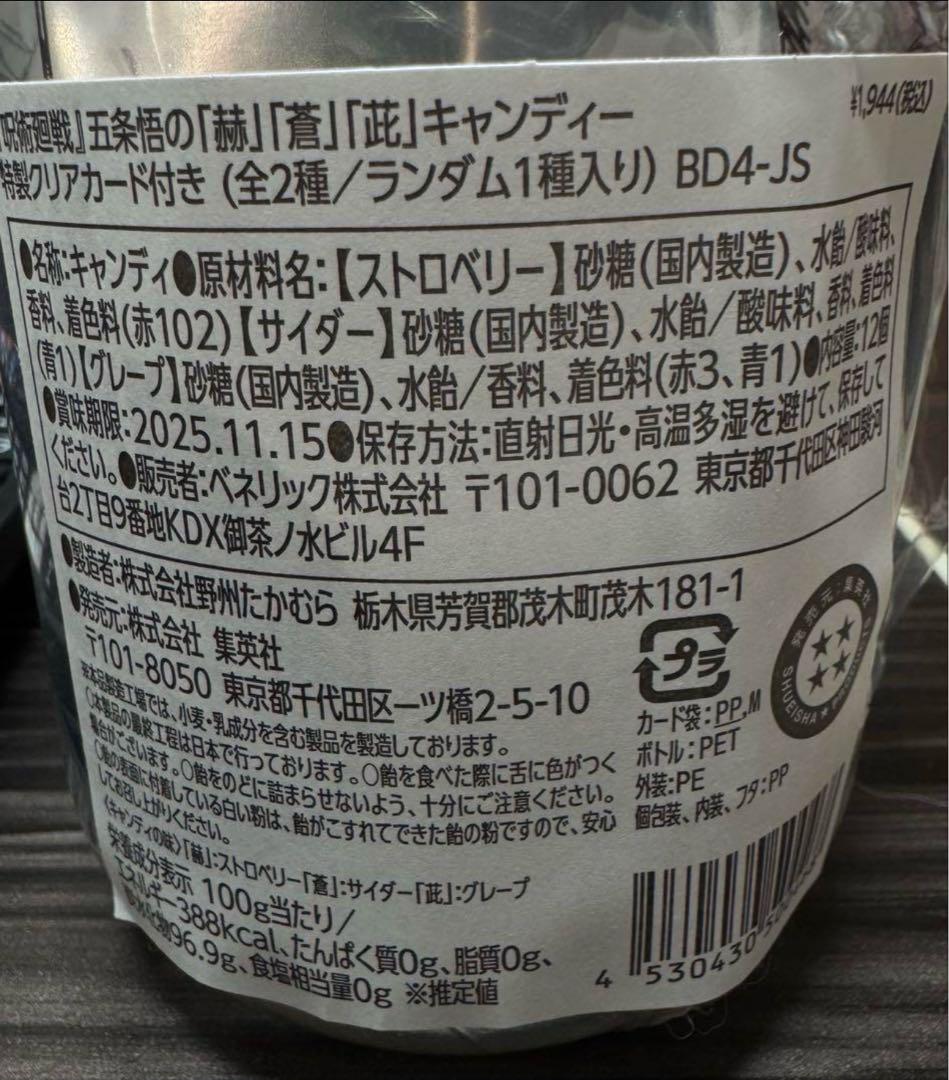 『呪術廻戦』五条悟の「赫」「蒼」「茈」キャンディー
¥1,944(税込)
特製クリアカード付き (全2種/ランダム1種入り) BD4-JS
●名称:キャンディ●原材料名:【ストロベリー】砂糖(国内製造)、水飴/酸味料、
香料、着色料(赤102)【サイダー】砂糖(国内製造)、水飴/酸味料、香料、着色料
(青1)【グレープ】砂糖(国内製造)、水飴/香料、着色料(赤3、青1)●内容量:12個
●賞味期限:2025.11.15●保存方法:直射日光・高温多湿を避けて、保存して
ください。●販売者:ベネリック株式会社 〒101-0062 東京都千代田区神田駿河
台2丁目9番地KDX御茶ノ水ビル4F
●製造者:株式会社野州たかむら 栃木県芳賀郡茂木町茂木181-1
●発売元:株式会社 集英社
〒101-8050 東京都千代田区一ツ橋2-5-10
※本品製造工場では、小麦・乳成分を含む製品を製造しております。
○本製品の最終工程は日本で行っております。○飴を食べた際に舌に色がつく
場合がございます。○飴をのどに詰まらせないよう、十分にご注意ください。
○飴の表面に付着している白い粉は、飴がこすれてできた飴の粉ですので、安心
してお召し上がりください。
〈キャンディの味〉「赫」:ストロベリー「蒼」:サイダー「茈」:グレープ
栄養成分表示 100g当たり/
エネルギー388kcal、たんぱく質0g、脂質0g、
炭水化物96.9g、食塩相当量0g ※推定値
プラ
カード袋:PP,M
ボトル:PET
外装:PE
個包装、内装、フタ:PP
発売元:集英社
SHUEISHA
4 530430